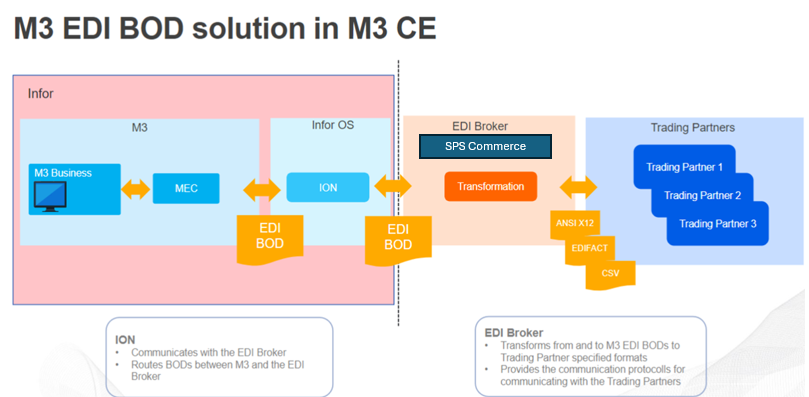 M3 EDI BOD solution in M3 CE
Infor
M3
Infor OS
EDI Broker
Trading Partners
SPS Commerce
M3 Business
MEC
ION
Transformation
Trading Partner 1
Trading Partner 2
Trading Partner 3
EDI
BOD
EDI
BOD
ANSI X12
EDIFACT
CSV
ION
• Communicates with the EDI Broker
• Routes BODs between M3 and the EDI
Broker
EDI Broker
• Transforms from and to M3 EDI BODs to
Trading Partner specified formats
• Provides the communication protocolls for
communicating with the Trading Partners